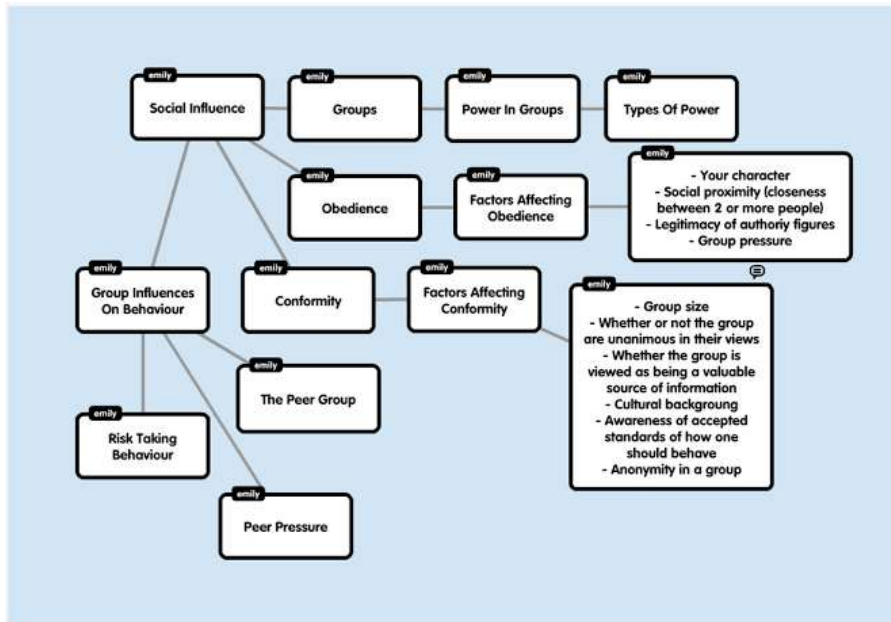 emily
Social Influence
emily
Groups
emily
Power In Groups
emily
Types Of Power
emily
Obedience
emily
Factors Affecting
Obedience
emily
- Your character
- Social proximity (closeness
between 2 or more people)
- Legitimacy of authoriy figures
- Group pressure
emily
Group Influences
On Behaviour
emily
Conformity
emily
Factors Affecting
Conformity
emily
- Group size
- Whether or not the group
are unanimous in their views
- Whether the group is
viewed as being a valuable
source of information
- Cultural backgroung
- Awareness of accepted
standards of how one
should behave
- Anonymity in a group
emily
The Peer Group
emily
Risk Taking
Behaviour
emily
Peer Pressure